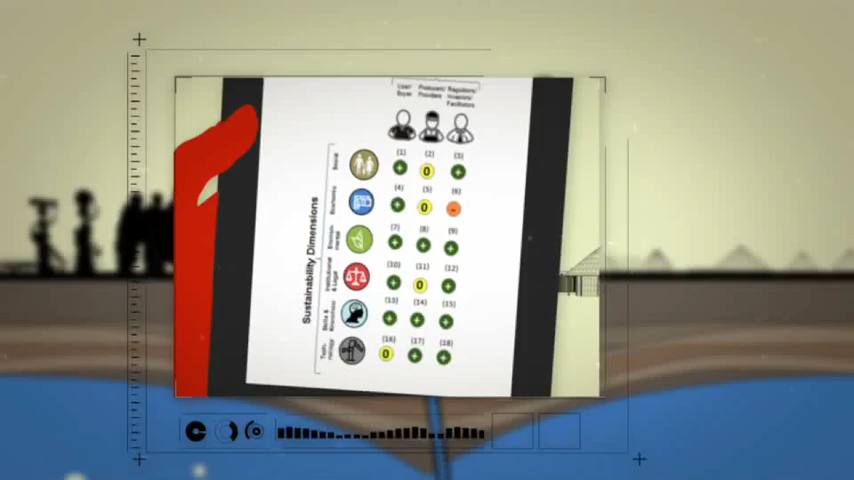 User/ Producers/ Regulators/
Buyer Providers Investors/
Facilitators
Sustainability Dimensions
Social
(1) (2) (3)
+ 0 +
Economic
(4) (5) (6)
+ 0 -
Environ-
mental
(7) (8) (9)
+ + +
Institutional
& Legal
(10) (11) (12)
+ 0 +
Skills &
Knowhow
(13) (14) (15)
+ + +
Tech-
nology
(16) (17) (18)
0 + +